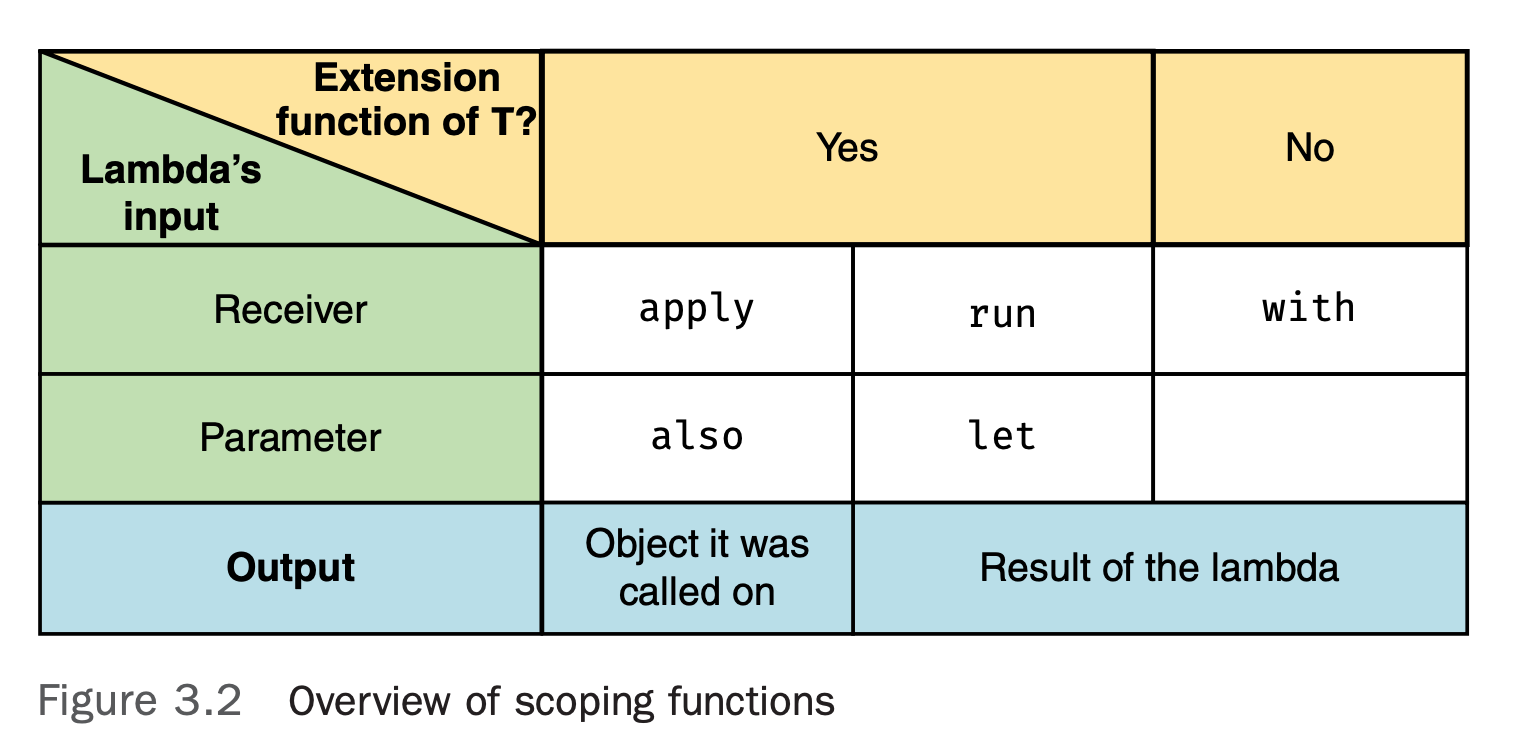 Extension
function of T?
Lambda’s
input
Yes
No
Receiver
apply
run
with
Parameter
also
let
Output
Object it was
called on
Result of the lambda
Figure 3.2 Overview of scoping functions